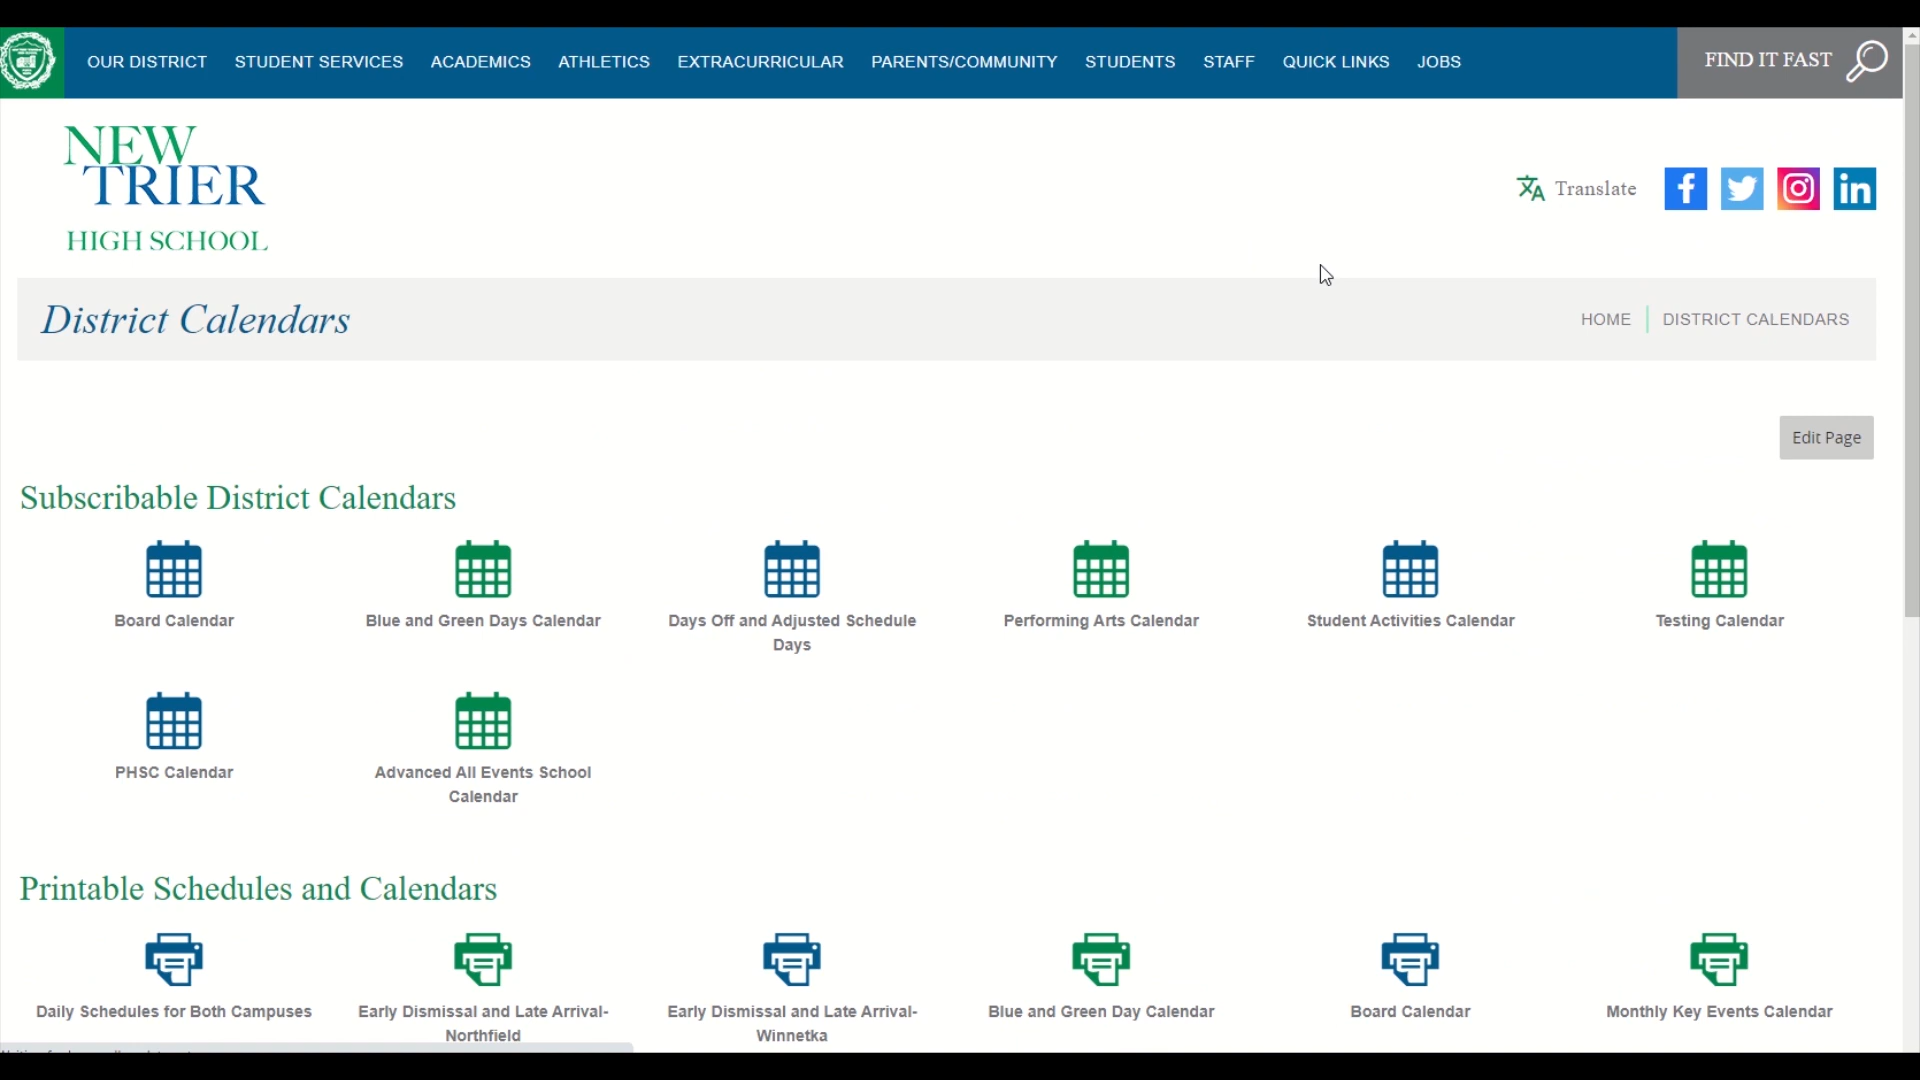 OUR DISTRICT STUDENT SERVICES ACADEMICS ATHLETICS EXTRACURRICULAR PARENTS/COMMUNITY STUDENTS STAFF QUICK LINKS JOBS FIND IT FAST
NEW
TRIER
HIGH SCHOOL
Translate
District Calendars
HOME DISTRICT CALENDARS
Edit Page
Subscribable District Calendars
Board Calendar
Blue and Green Days Calendar
Days Off and Adjusted Schedule
Days
Performing Arts Calendar
Student Activities Calendar
Testing Calendar
PHSC Calendar
Advanced All Events School
Calendar
Printable Schedules and Calendars
Daily Schedules for Both Campuses
Early Dismissal and Late Arrival-
Northfield
Early Dismissal and Late Arrival-
Winnetka
Blue and Green Day Calendar
Board Calendar
Monthly Key Events Calendar